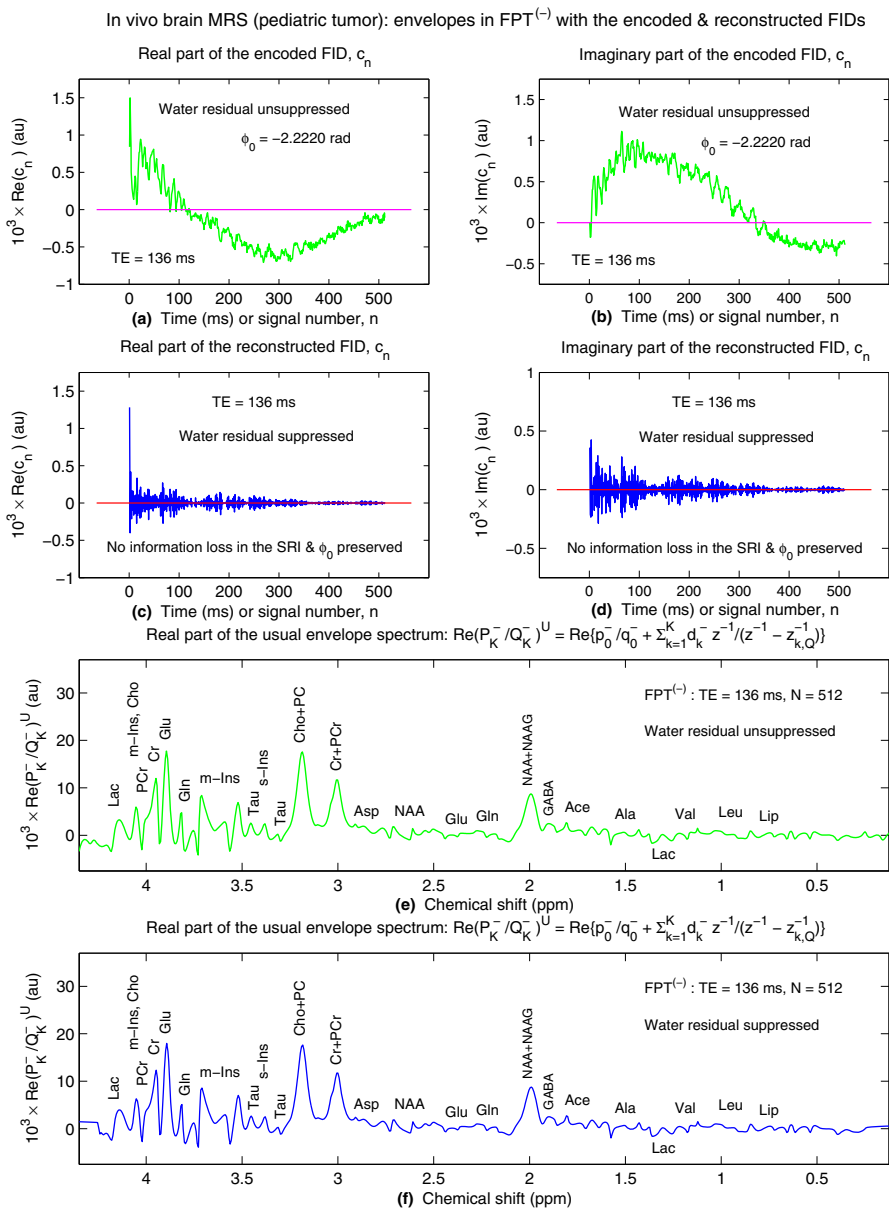 In vivo brain MRS (pediatric tumor): envelopes in FPT(−) with the encoded & reconstructed FIDs
Real part of the encoded FID, c_n
10^3 × Re(c_n) (au)
1.5
1
0.5
0
−0.5
−1
Water residual unsuppressed
ϕ_0 = −2.2220 rad
TE = 136 ms
0 100 200 300 400 500
(a) Time (ms) or signal number, n
Imaginary part of the encoded FID, c_n
10^3 × Im(c_n) (au)
1.5
1
0.5
0
−0.5
Water residual unsuppressed
ϕ_0 = −2.2220 rad
TE = 136 ms
0 100 200 300 400 500
(b) Time (ms) or signal number, n
Real part of the reconstructed FID, c_n
10^3 × Re(c_n) (au)
1.5
1
0.5
0
−0.5
−1
TE = 136 ms
Water residual suppressed
No information loss in the SRI & ϕ_0 preserved
0 100 200 300 400 500
(c) Time (ms) or signal number, n
Imaginary part of the reconstructed FID, c_n
10^3 × Im(c_n) (au)
1
0.5
0
−0.5
TE = 136 ms
Water residual suppressed
No information loss in the SRI & ϕ_0 preserved
0 100 200 300 400 500
(d) Time (ms) or signal number, n
Real part of the usual envelope spectrum: Re(P_K^−/Q_K^−)^U = Re{p_0^−/q_0^− + Σ_{k=1}^K d_k^− z^{−1}/(z^{−1} − z_{k,Q}^{−1})}
10^3 × Re(P_K^−/Q_K^−)^U (au)
30
20
10
0
Lac
m−Ins, Cho
PCr
Cr
Glu
Gln
m−Ins
Tau
s−Ins
Tau
Cho+PC
Cr+PCr
Asp
NAA
Glu
Gln
NAA+NAAG
GABA
Ace
Ala
Lac
Val
Leu
Lip
FPT(−) : TE = 136 ms, N = 512
Water residual unsuppressed
4 3.5 3 2.5 2 1.5 1 0.5
(e) Chemical shift (ppm)
Real part of the usual envelope spectrum: Re(P_K^−/Q_K^−)^U = Re{p_0^−/q_0^− + Σ_{k=1}^K d_k^− z^{−1}/(z^{−1} − z_{k,Q}^{−1})}
10^3 × Re(P_K^−/Q_K^−)^U (au)
30
20
10
0
Lac
m−Ins, Cho
PCr
Cr
Glu
Gln
m−Ins
Tau
s−Ins
Tau
Cho+PC
Cr+PCr
Asp
NAA
Glu
Gln
NAA+NAAG
GABA
Ace
Ala
Lac
Val
Leu
Lip
FPT(−) : TE = 136 ms, N = 512
Water residual suppressed
4 3.5 3 2.5 2 1.5 1 0.5
(f) Chemical shift (ppm)